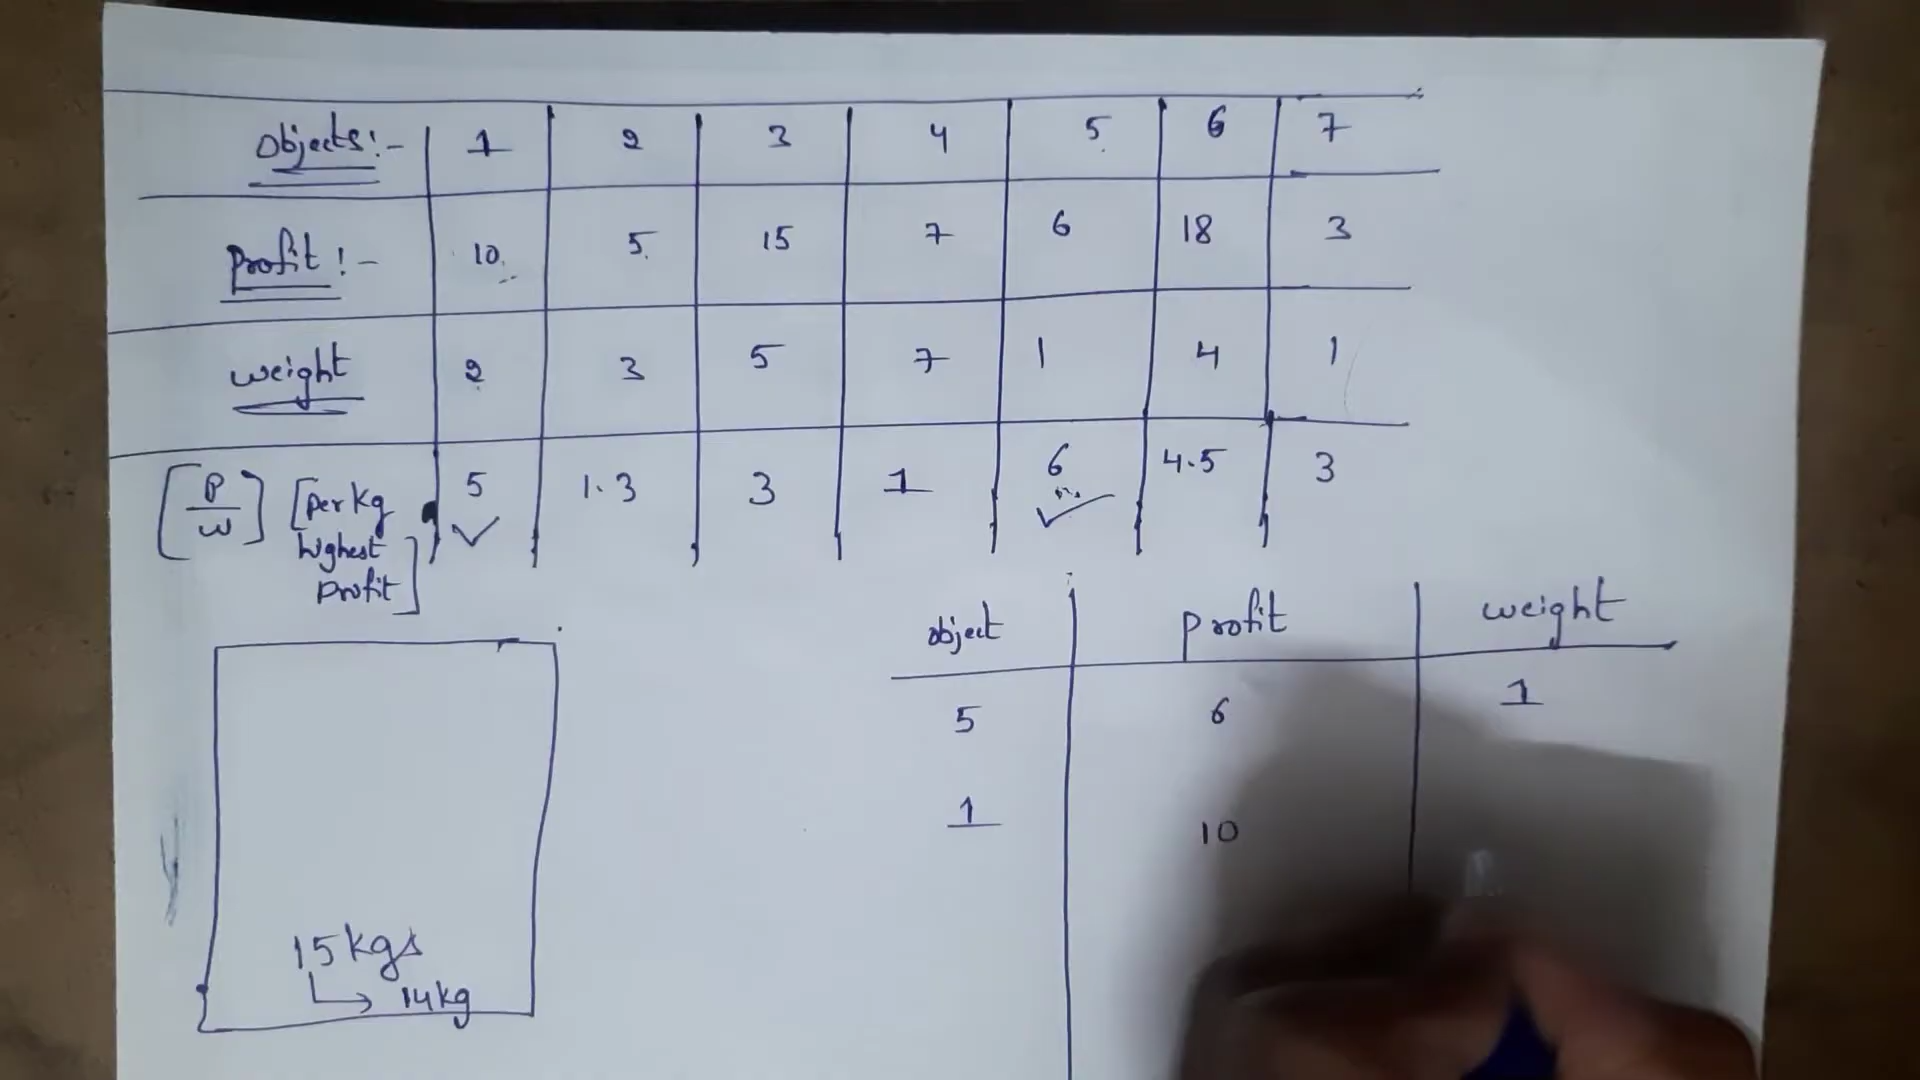 Objects:- 1 2 3 4 5 6 7
Profit:- 10 5 15 7 6 18 3
weight 2 3 5 7 1 4 1
[P/w] [Per kg highest Profit] 5 1.3 3 1 6 4.5 3
object Profit weight
5 6 1
1 10
15 kgs
14 kg